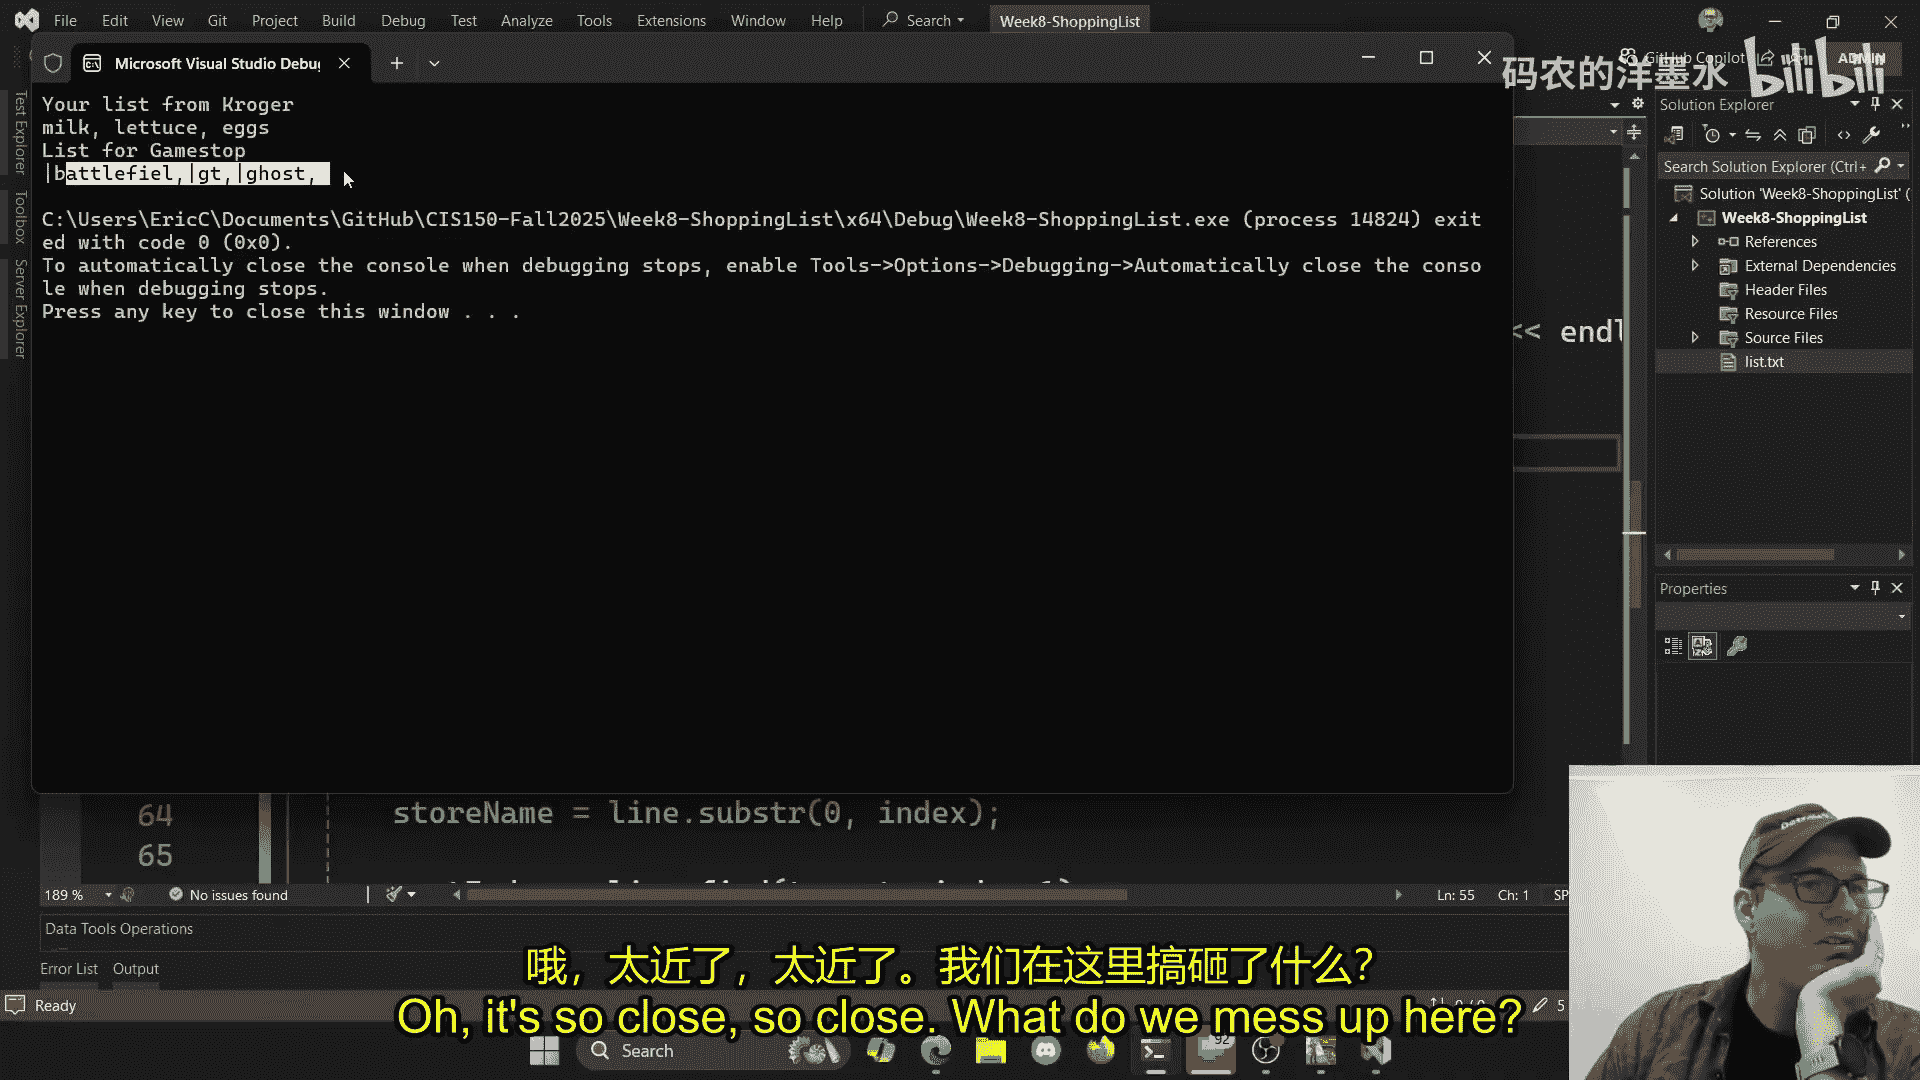 File Edit View Git Project Build Debug Test Analyze Tools Extensions Window Help Search Week8-ShoppingList
Microsoft Visual Studio Debu
GitHub Copilot
ADMIN
码农的洋墨水 bilibili
Your list from Kroger
milk, lettuce, eggs
List for Gamestop
|battlefiel,|gt,|ghost,
C:\Users\EricC\Documents\GitHub\CIS150-Fall2025\Week8-ShoppingList\x64\Debug\Week8-ShoppingList.exe (process 14824) exit
ed with code 0 (0x0).
To automatically close the console when debugging stops, enable Tools->Options->Debugging->Automatically close the conso
le when debugging stops.
Press any key to close this window . . .
Test Explorer
Toolbox
Server Explorer
<< endl
Solution Explorer
Search Solution Explorer (Ctrl+
Solution 'Week8-ShoppingList' (
Week8-ShoppingList
References
External Dependencies
Header Files
Resource Files
Source Files
list.txt
Properties
64 storeName = line.substr(0, index);
65
189 % No issues found Ln: 55 Ch: 1
Data Tools Operations
Error List Output
Ready
哦，太近了，太近了。我们在这里搞砸了什么？
Oh, it's so close, so close. What do we mess up here?
Search